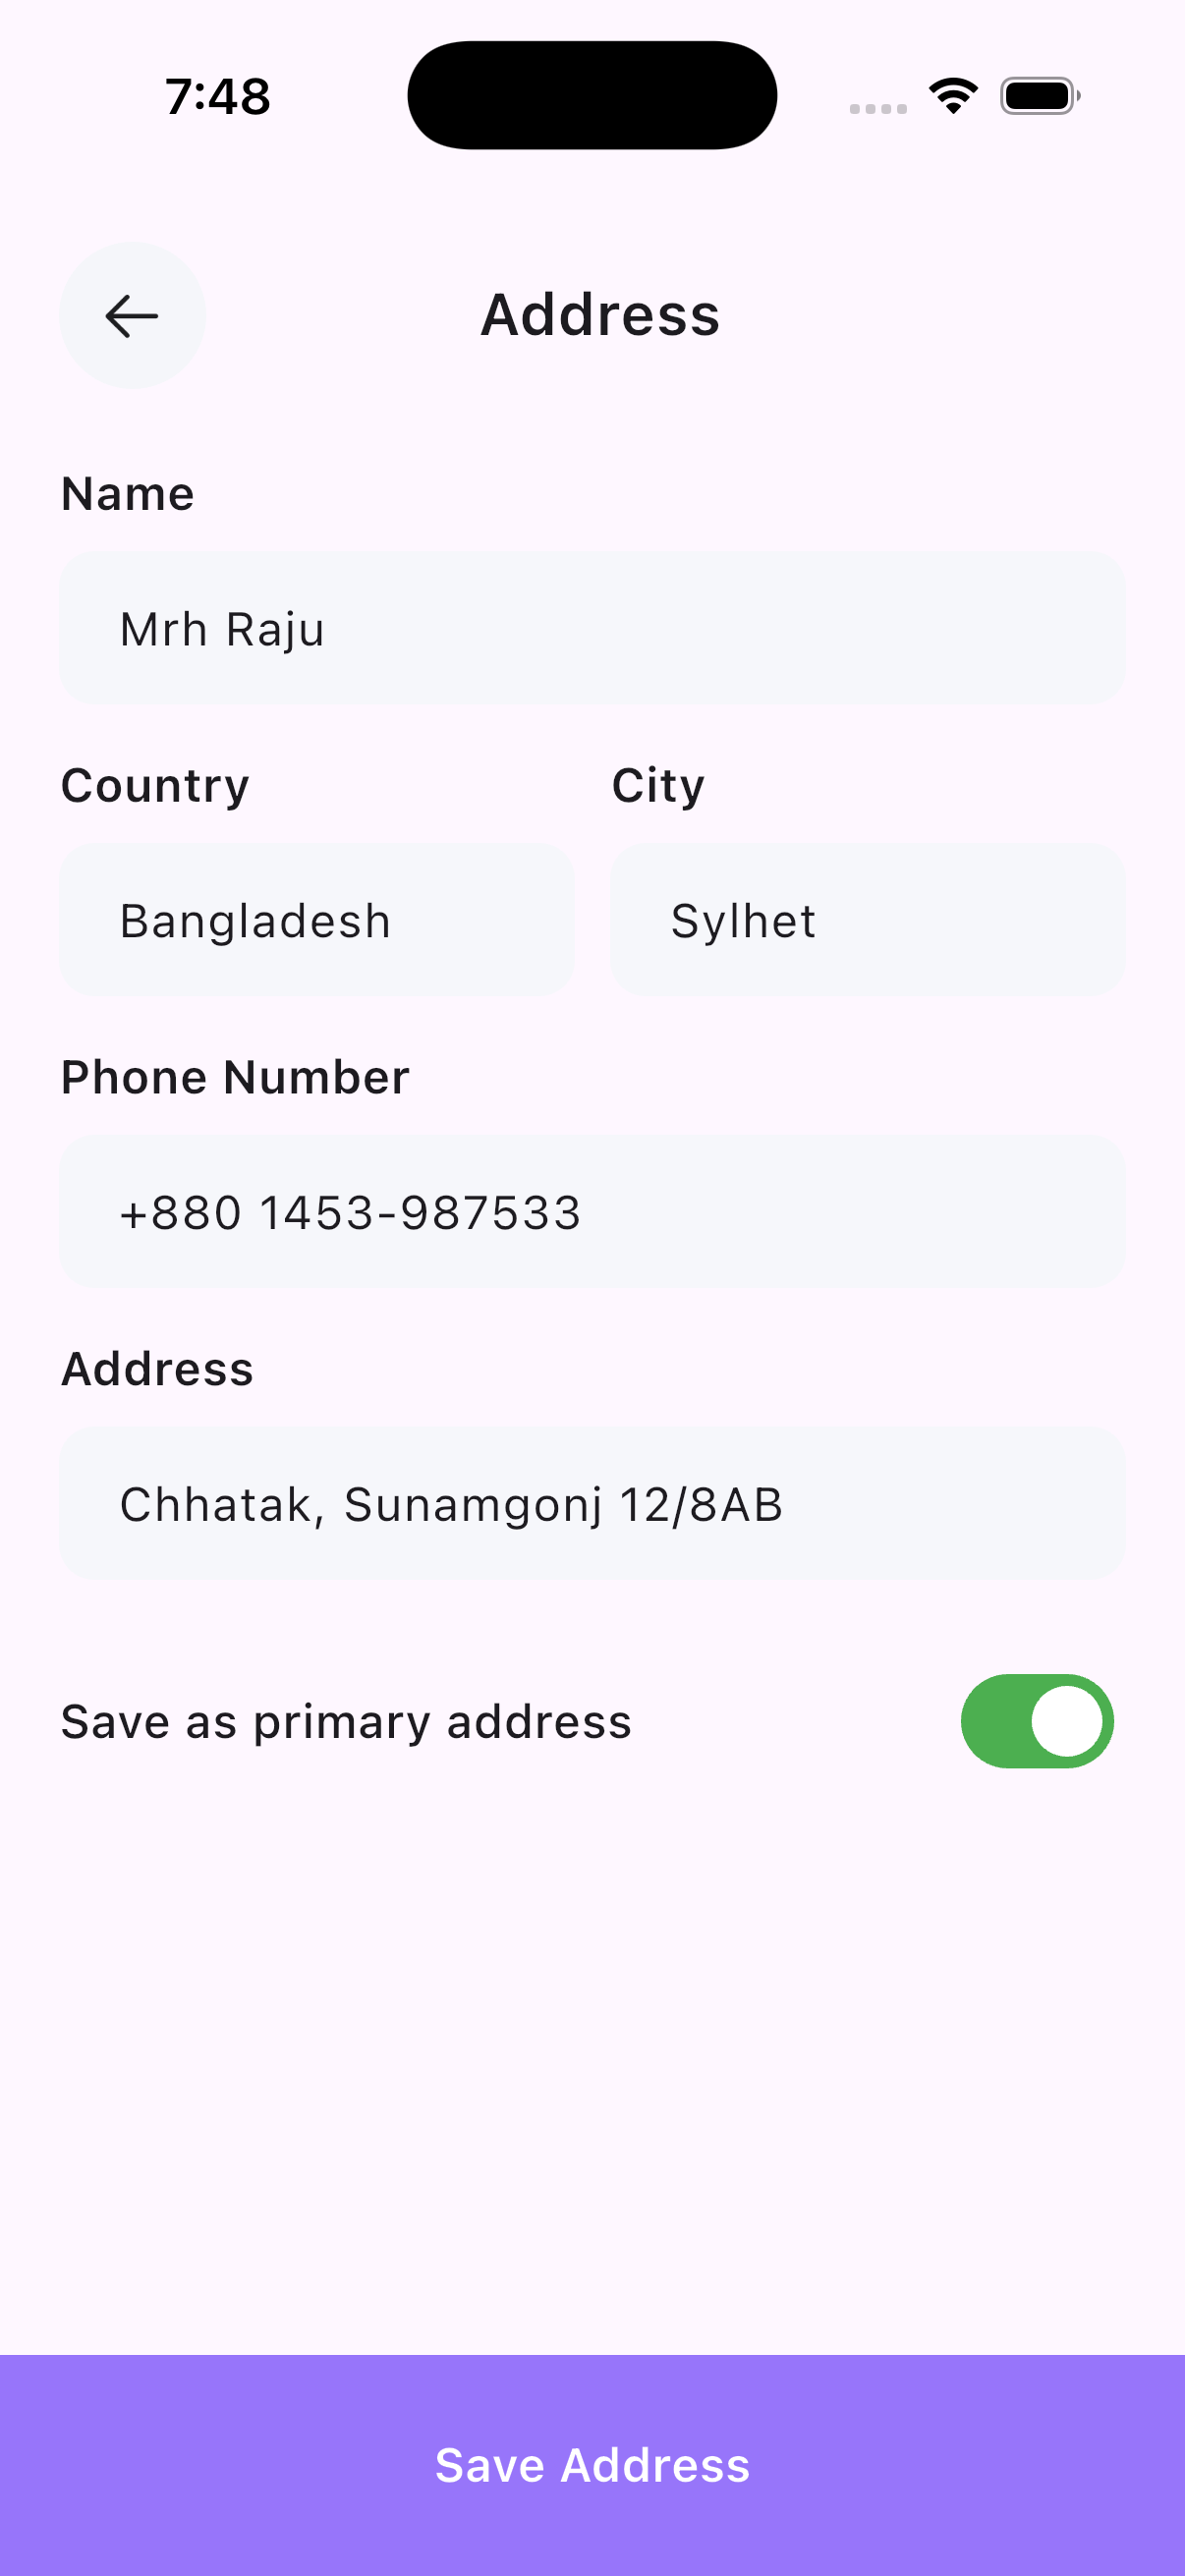 7:48
Address
Name
Mrh Raju
Country
City
Bangladesh
Sylhet
Phone Number
+880 1453-987533
Address
Chhatak, Sunamgonj 12/8AB
Save as primary address
Save Address